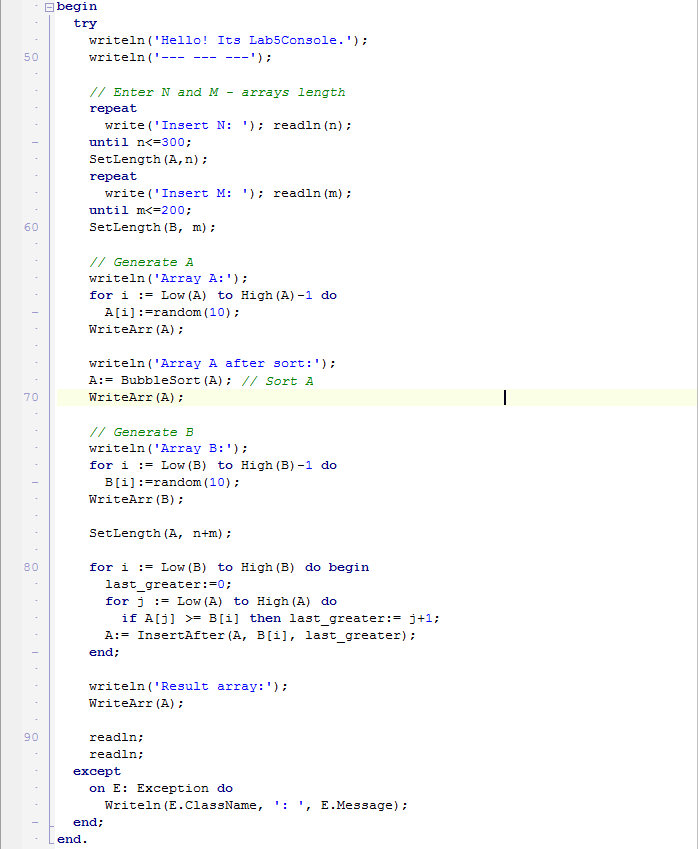 begin
try
writeln('Hello! Its Lab5Console.');
50 writeln('--- --- ---');
// Enter N and M - arrays length
repeat
write('Insert N: '); readln(n);
until n<=300;
SetLength(A,n);
repeat
write('Insert M: '); readln(m);
until m<=200;
60 SetLength(B, m);
// Generate A
writeln('Array A:');
for i := Low(A) to High(A)-1 do
A[i]:=random(10);
WriteArr(A);
writeln('Array A after sort:');
A:= BubbleSort(A); // Sort A
70 WriteArr(A);
// Generate B
writeln('Array B:');
for i := Low(B) to High(B)-1 do
B[i]:=random(10);
WriteArr(B);
SetLength(A, n+m);
80 for i := Low(B) to High(B) do begin
last_greater:=0;
for j := Low(A) to High(A) do
if A[j] >= B[i] then last_greater:= j+1;
A:= InsertAfter(A, B[i], last_greater);
end;
writeln('Result array:');
WriteArr(A);
90 readln;
readln;
except
on E: Exception do
Writeln(E.ClassName, ': ', E.Message);
end;
end.